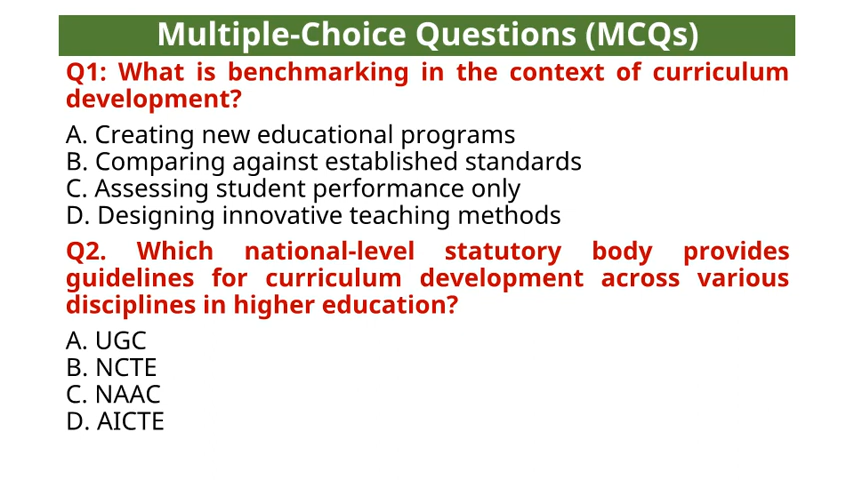 Multiple-Choice Questions (MCQs)
Q1: What is benchmarking in the context of curriculum
development?
A. Creating new educational programs
B. Comparing against established standards
C. Assessing student performance only
D. Designing innovative teaching methods
Q2. Which national-level statutory body provides
guidelines for curriculum development across various
disciplines in higher education?
A. UGC
B. NCTE
C. NAAC
D. AICTE